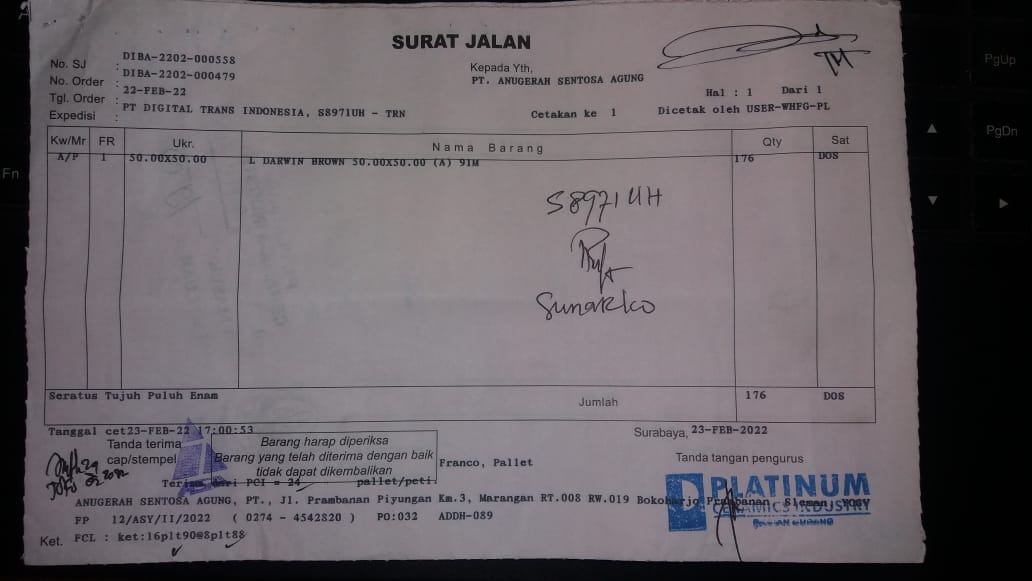 SURAT JALAN
No. SJ : DIBA-2202-000558
No. Order : DIBA-2202-000479
Tgl. Order : 22-FEB-22
Expedisi : PT DIGITAL TRANS INDONESIA, S8971UH - TRN
Kepada Yth,
PT. ANUGERAH SENTOSA AGUNG
Hal : 1 Dari 1
Cetakan ke 1 Dicetak oleh USER-WHFG-PL
Kw/Mr FR Ukr. Nama Barang Qty Sat
A/P 1 50.00X50.00 L DARWIN BROWN 50.00X50.00 (A) 91M 176 DOS
S8971UH
Sunarko
Seratus Tujuh Puluh Enam Jumlah 176 DOS
Tanggal cet23-FEB-22 17:00:53
Surabaya, 23-FEB-2022
Tanda terima
cap/stempel
Barang harap diperiksa
Barang yang telah diterima dengan baik
tidak dapat dikembalikan
Franco, Pallet
Tanda tangan pengurus
dari PCI = 24 pallet/peti
PLATINUM
CERAMICS INDUSTRY
ANUGERAH SENTOSA AGUNG, PT., Jl. Prambanan Piyungan Km.3, Marangan RT.008 RW.019 Bokoharjo Prambanan Sleman
FP 12/ASY/II/2022 ( 0274 - 4542820 ) PO:032 ADDH-089
Ket. FCL : ket:16plt90@8plt88
PgUp
PgDn
Fn